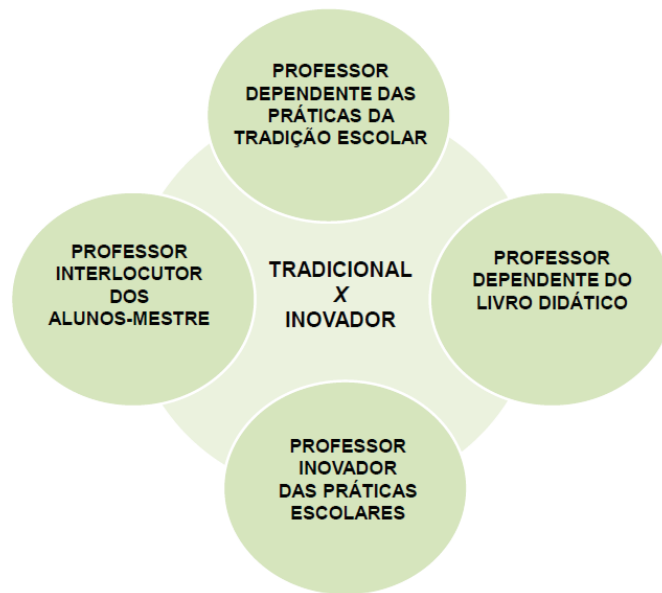 PROFESSOR
DEPENDENTE DAS
PRÁTICAS DA
TRADIÇÃO ESCOLAR
PROFESSOR
INTERLOCUTOR
DOS
ALUNOS-MESTRE
TRADICIONAL
X
INOVADOR
PROFESSOR
DEPENDENTE DO
LIVRO DIDÁTICO
PROFESSOR
INOVADOR
DAS PRÁTICAS
ESCOLARES